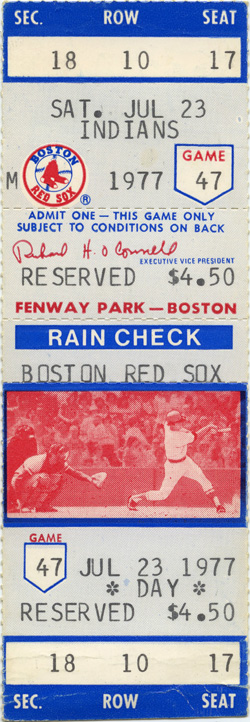 SEC. ROW SEAT
18 10 17
SAT. JUL 23
INDIANS
BOSTON
RED SOX
®
GAME
47
M 1977
ADMIT ONE — THIS GAME ONLY
SUBJECT TO CONDITIONS ON BACK
Richard H. O'Connell
EXECUTIVE VICE PRESIDENT
RESERVED $4.50
FENWAY PARK — BOSTON
RAIN CHECK
BOSTON RED SOX
GAME
47
JUL 23 1977
* DAY *
RESERVED $4.50
18 10 17
SEC. ROW SEAT